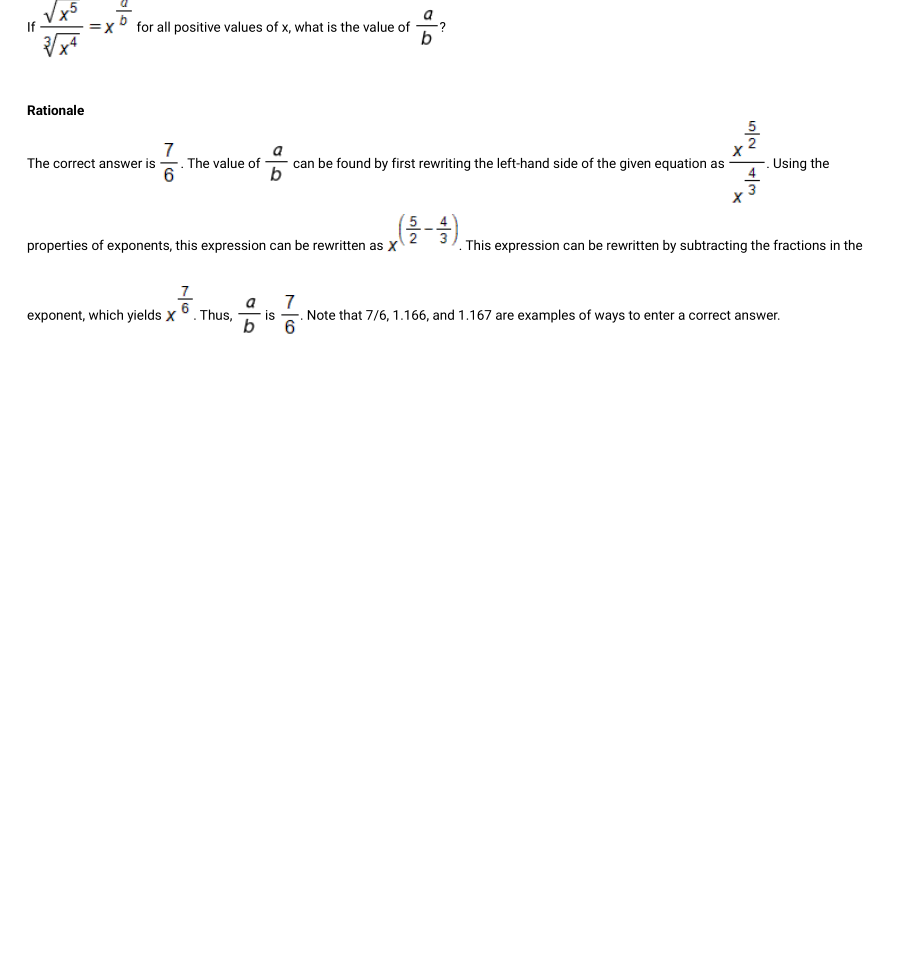 If √x⁵ / ∛x⁴ = x^(a/b) for all positive values of x, what is the value of a/b?
Rationale
The correct answer is 7/6. The value of a/b can be found by first rewriting the left-hand side of the given equation as x^(5/2) / x^(4/3). Using the
properties of exponents, this expression can be rewritten as x^(5/2 − 4/3). This expression can be rewritten by subtracting the fractions in the
exponent, which yields x^(7/6). Thus, a/b is 7/6. Note that 7/6, 1.166, and 1.167 are examples of ways to enter a correct answer.